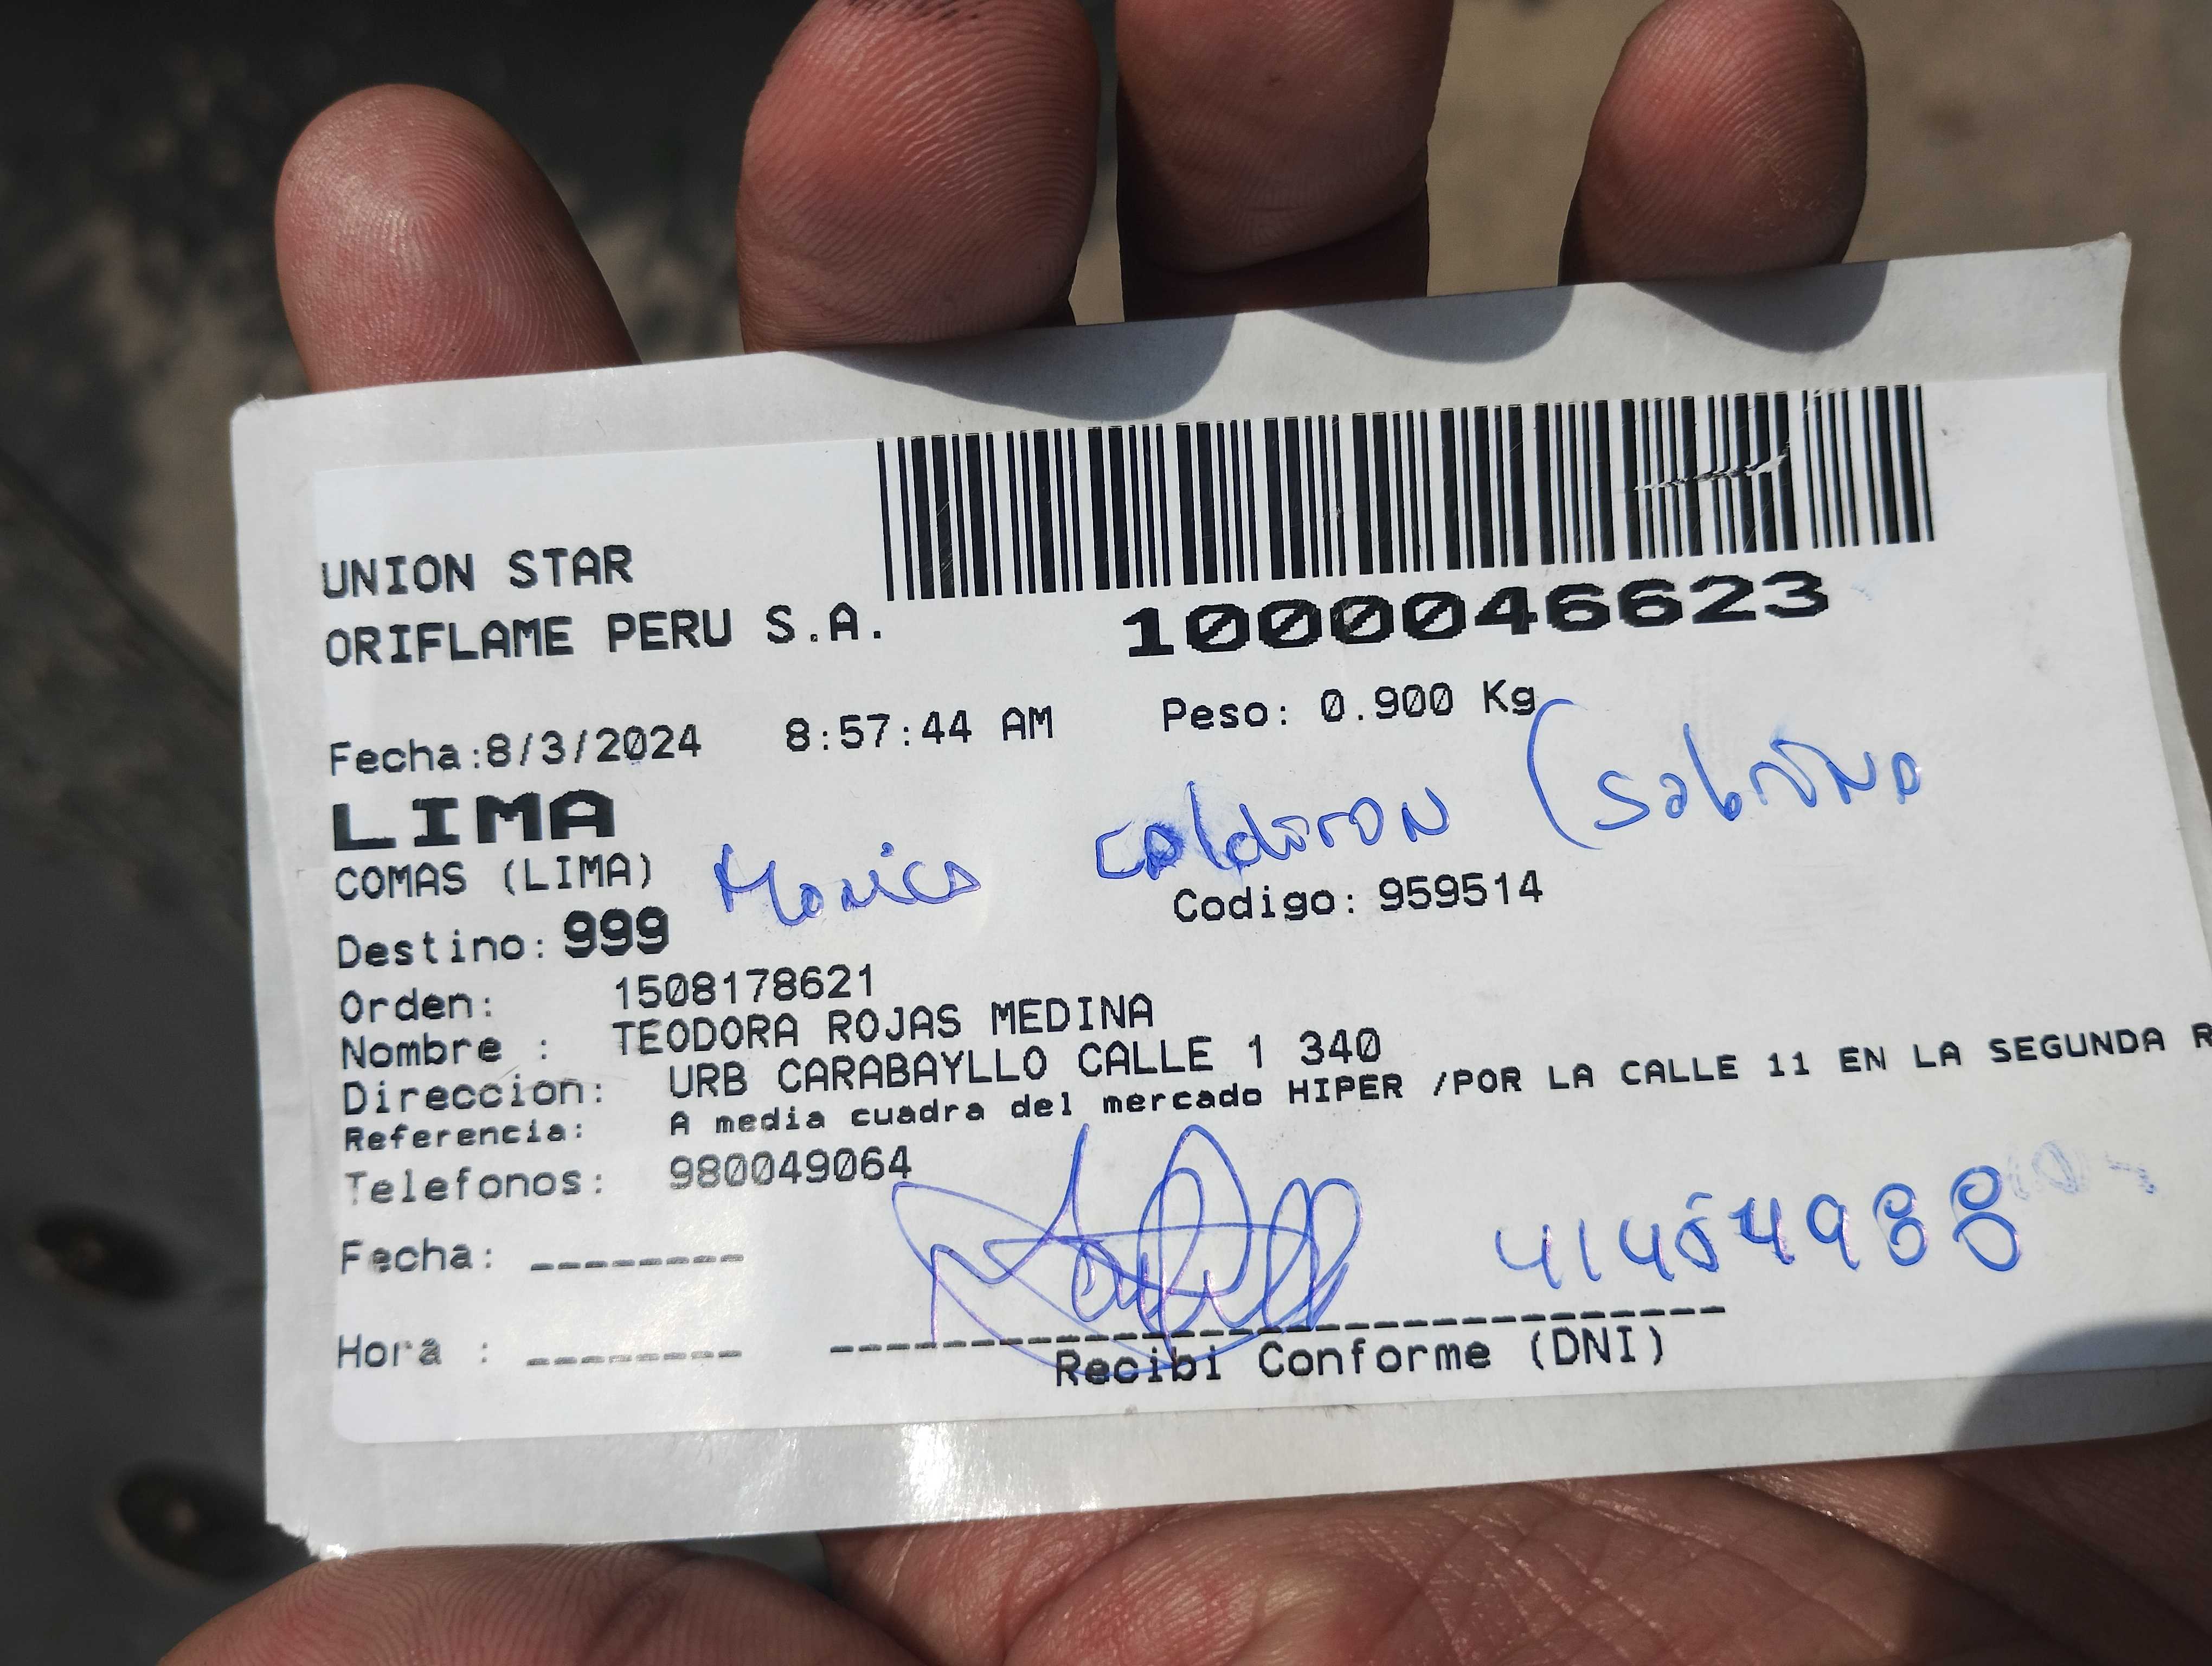 UNION STAR
ORIFLAME PERU S.A.
1000046623
Fecha:8/3/2024 8:57:44 AM Peso: 0.900 Kg
LIMA
COMAS (LIMA)
Monica Calderon (Sobrina
Destino: 999 Codigo: 959514
Orden: 1508178621
Nombre : TEODORA ROJAS MEDINA
Direccion: URB CARABAYLLO CALLE 1 340
Referencia: A media cuadra del mercado HIPER /POR LA CALLE 11 EN LA SEGUNDA R
Telefonos: 980049064
Fecha: --------
Hora : --------
Recibi Conforme (DNI)